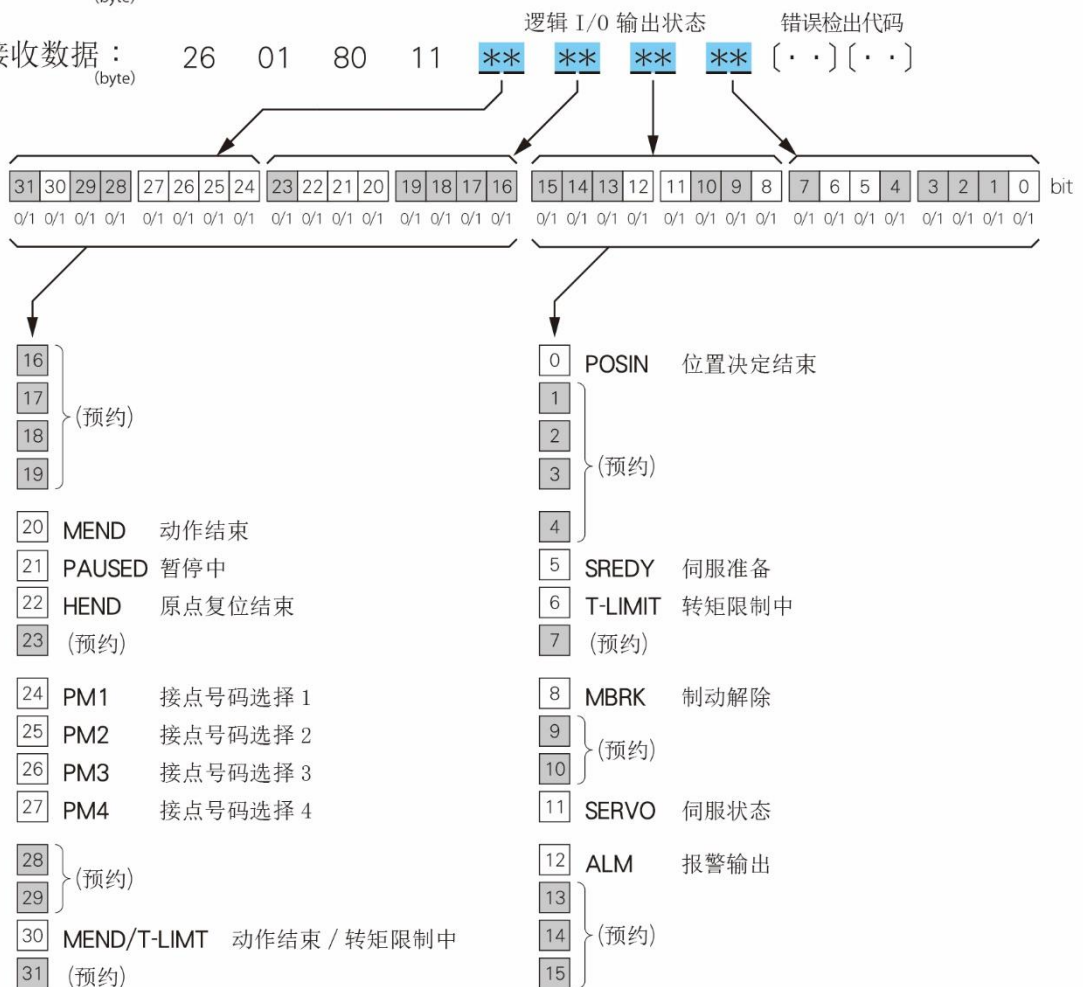 (byte)
逻辑 I/O 输出状态 错误检出代码
接收数据： 26 01 80 11 ** ** ** ** 〔··〕〔··〕
(byte)
31 30 29 28 27 26 25 24 23 22 21 20 19 18 17 16 15 14 13 12 11 10 9 8 7 6 5 4 3 2 1 0 bit
0/1 0/1 0/1 0/1 0/1 0/1 0/1 0/1 0/1 0/1 0/1 0/1 0/1 0/1 0/1 0/1 0/1 0/1 0/1 0/1 0/1 0/1 0/1 0/1 0/1 0/1 0/1 0/1 0/1 0/1 0/1 0/1
16
17
(预约)
18
19
20 MEND 动作结束
21 PAUSED 暂停中
22 HEND 原点复位结束
23 (预约)
24 PM1 接点号码选择 1
25 PM2 接点号码选择 2
26 PM3 接点号码选择 3
27 PM4 接点号码选择 4
28
(预约)
29
30 MEND/T-LIMT 动作结束 / 转矩限制中
31 (预约)
0 POSIN 位置决定结束
1
2
(预约)
3
4
5 SREDY 伺服准备
6 T-LIMIT 转矩限制中
7 (预约)
8 MBRK 制动解除
9
(预约)
10
11 SERVO 伺服状态
12 ALM 报警输出
13
14 (预约)
15